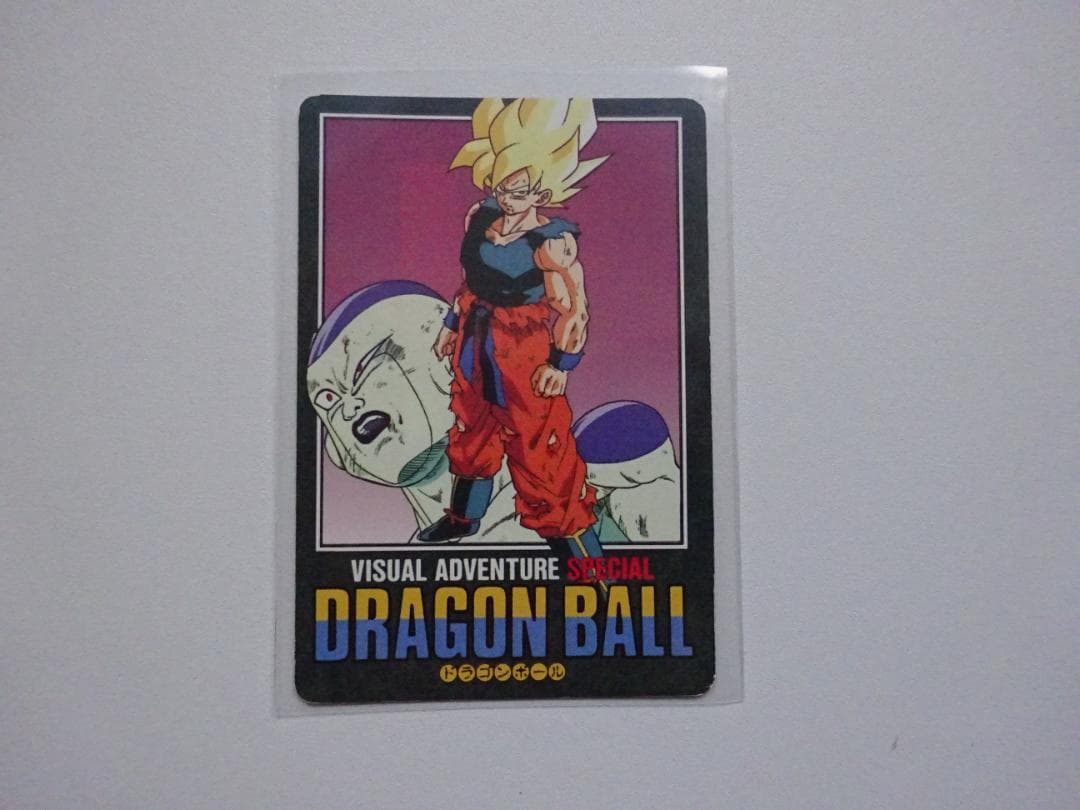 VISUAL ADVENTURE SPECIAL
DRAGON BALL
ドラゴンボール